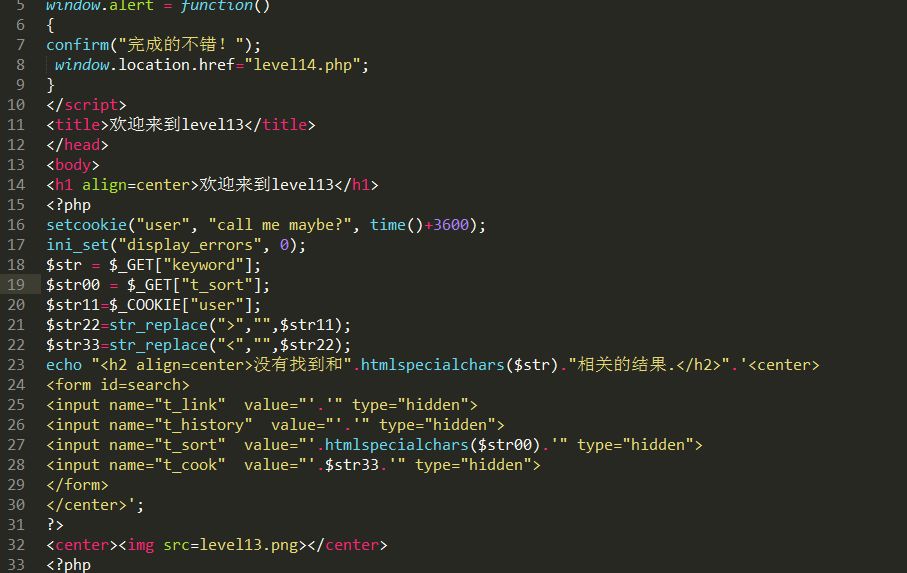 5 window.alert = function()
6 {
7 confirm("完成的不错！");
8  window.location.href="level14.php";
9 }
10 </script>
11 <title>欢迎来到level13</title>
12 </head>
13 <body>
14 <h1 align=center>欢迎来到level13</h1>
15 <?php
16 setcookie("user", "call me maybe?", time()+3600);
17 ini_set("display_errors", 0);
18 $str = $_GET["keyword"];
19 $str00 = $_GET["t_sort"];
20 $str11=$_COOKIE["user"];
21 $str22=str_replace(">","",$str11);
22 $str33=str_replace("<","",$str22);
23 echo "<h2 align=center>没有找到和".htmlspecialchars($str)."相关的结果.</h2>".'<center>
24 <form id=search>
25 <input name="t_link"  value="'.'" type="hidden">
26 <input name="t_history"  value="'.'" type="hidden">
27 <input name="t_sort"  value="'.htmlspecialchars($str00).'" type="hidden">
28 <input name="t_cook"  value="'.$str33.'" type="hidden">
29 </form>
30 </center>';
31 ?>
32 <center><img src=level13.png></center>
33 <?php